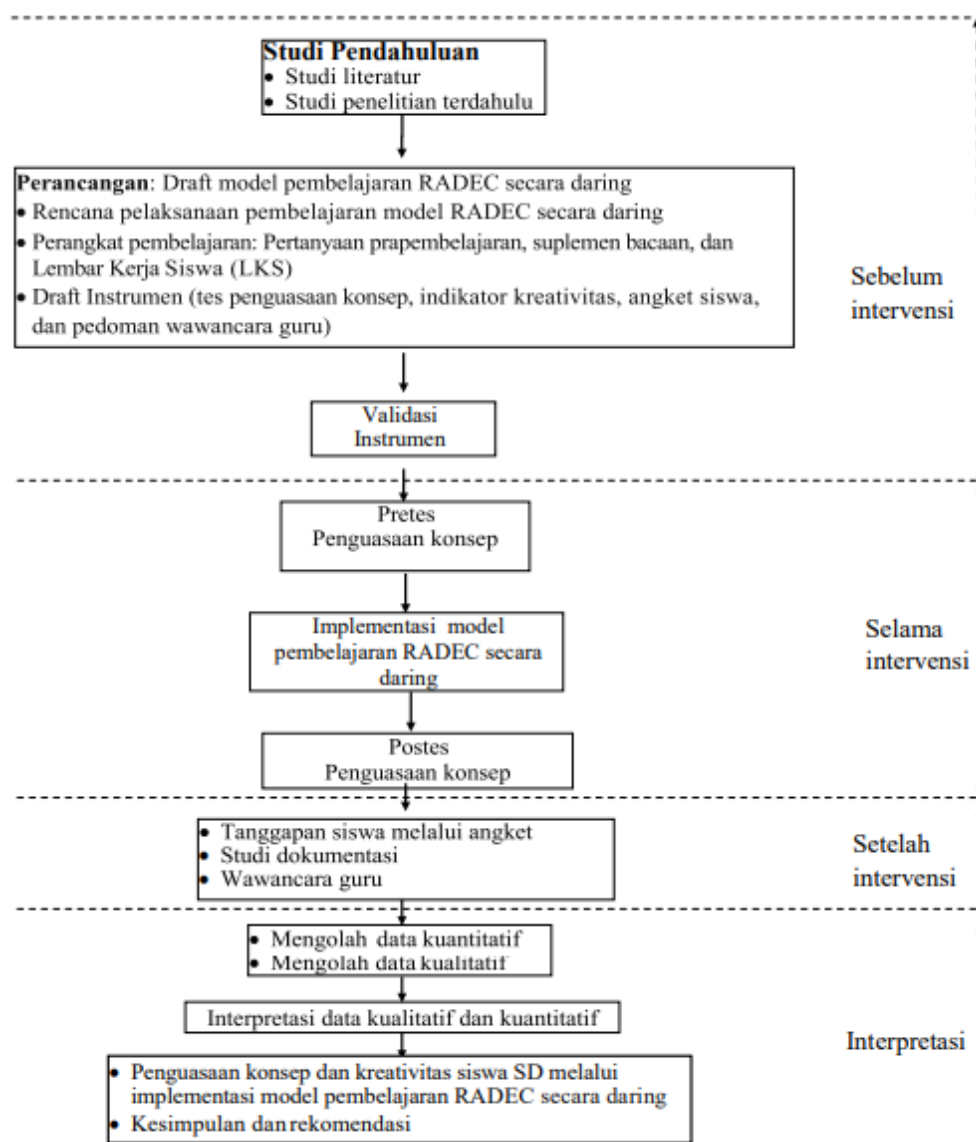 Studi Pendahuluan
• Studi literatur
• Studi penelitian terdahulu
Perancangan: Draft model pembelajaran RADEC secara daring
• Rencana pelaksanaan pembelajaran model RADEC secara daring
• Perangkat pembelajaran: Pertanyaan prapembelajaran, suplemen bacaan, dan
Lembar Kerja Siswa (LKS)
• Draft Instrumen (tes penguasaan konsep, indikator kreativitas, angket siswa,
dan pedoman wawancara guru)
Sebelum
intervensi
Validasi
Instrumen
Pretes
Penguasaan konsep
Implementasi model
pembelajaran RADEC secara
daring
Selama
intervensi
Postes
Penguasaan konsep
• Tanggapan siswa melalui angket
• Studi dokumentasi
• Wawancara guru
Setelah
intervensi
• Mengolah data kuantitatif
• Mengolah data kualitatif
Interpretasi data kualitatif dan kuantitatif
Interpretasi
• Penguasaan konsep dan kreativitas siswa SD melalui
implementasi model pembelajaran RADEC secara daring
• Kesimpulan dan rekomendasi